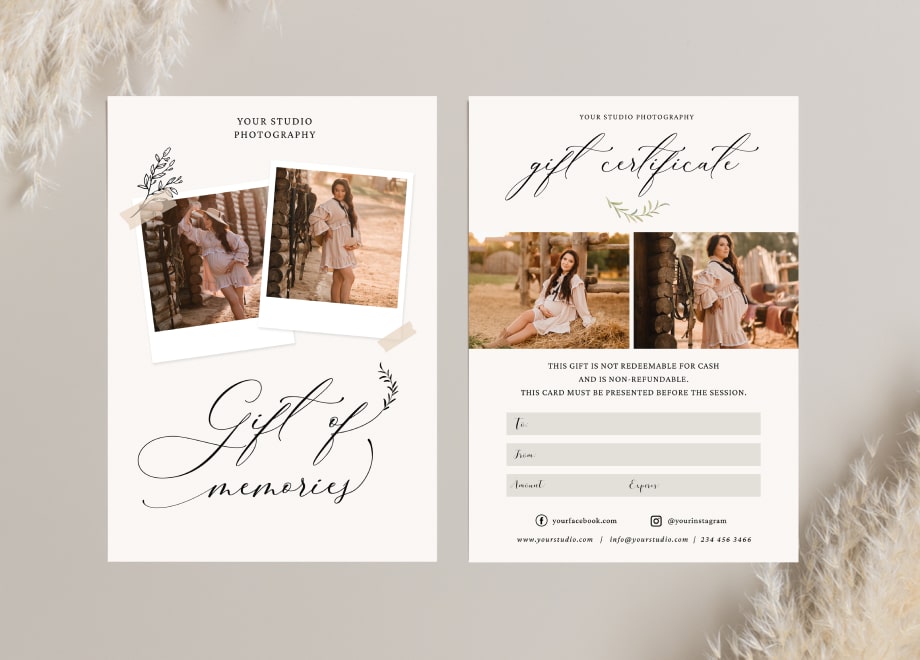 YOUR STUDIO
PHOTOGRAPHY
Gift of
memories
YOUR STUDIO PHOTOGRAPHY
gift certificate
THIS GIFT IS NOT REDEEMABLE FOR CASH
AND IS NON-REFUNDABLE.
THIS CARD MUST BE PRESENTED BEFORE THE SESSION.
To:
From:
Amount Expires:
yourfacebook.com @yourinstagram
www.yourstudio.com / info@yourstudio.com / 234 456 3466